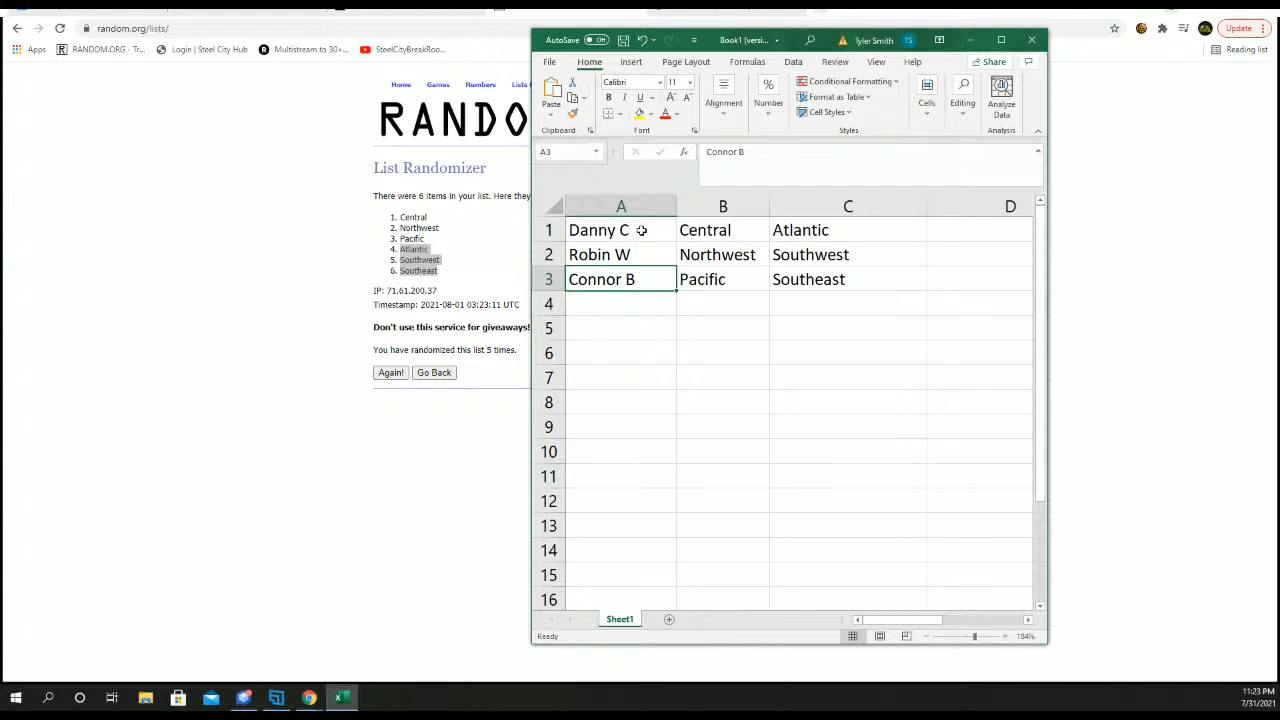 random.org/lists/
Update
Apps
RANDOM.ORG - Tr...
Login | Steel City Hub
Multistream to 30+...
SteelCityBreakRoo...
Reading list
Home
Games
Numbers
Lists
RANDO
List Randomizer
There were 6 items in your list. Here they
1. Central
2. Northwest
3. Pacific
4. Atlantic
5. Southwest
6. Southeast
IP: 71.61.200.37
Timestamp: 2021-08-01 03:23:11 UTC
Don't use this service for giveaways!
You have randomized this list 5 times.
Again! Go Back
AutoSave Off Book1 (versi... Tyler Smith TS
File Home Insert Page Layout Formulas Data Review View Help Share
Paste
Clipboard
Calibri 11
B I U
A A
A
Font
Alignment
%
Number
Conditional Formatting
Format as Table
Cell Styles
Styles
Cells
Editing
Analyze Data
Analysis
A3 fx Connor B
A B C D
1 Danny C Central Atlantic
2 Robin W Northwest Southwest
3 Connor B Pacific Southeast
4
5
6
7
8
9
10
11
12
13
14
15
16
Sheet1
Ready 184%
11:23 PM
7/31/2021